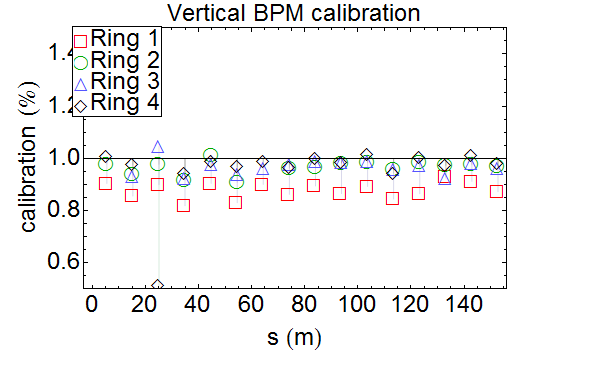 Vertical BPM calibration
Ring 1
Ring 2
Ring 3
Ring 4
1.4
1.2
1.0
0.8
0.6
calibration (%)
0 20 40 60 80 100 120 140
s (m)